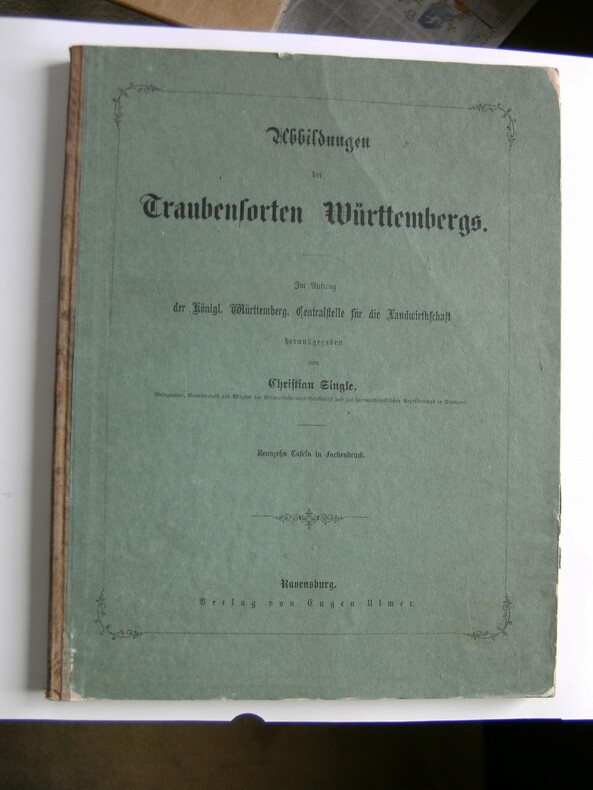 Abbildungen
der
Traubensorten Württembergs.
Im Auftrag
der Königl. Württemberg. Centralstelle für die Landwirthschaft
herausgegeben
von
Christian Single.
Neunzehn Tafeln in Farbendruck.
Ravensburg.
Verlag von Eugen Ulmer.